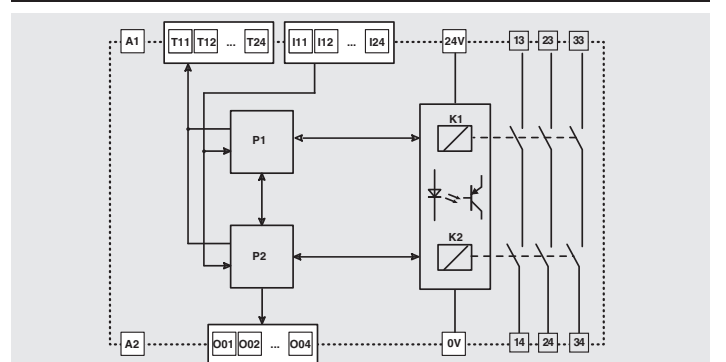 A1 T11 T12 ... T24 I11 I12 ... I24 24V 13 23 33
K1
P1
K2
P2
A2 O01 O02 ... O04 0V 14 24 34